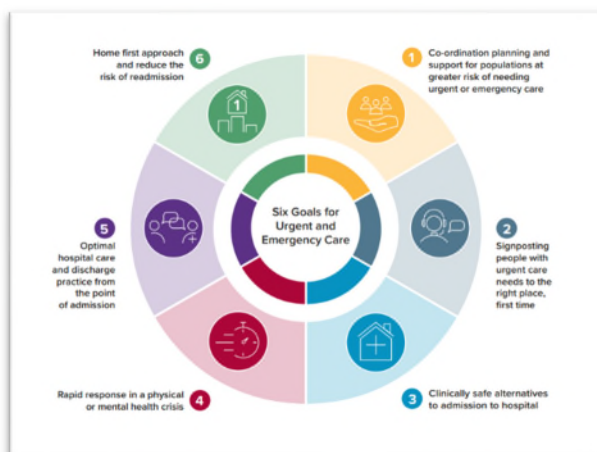 Six Goals for
Urgent and
Emergency Care
1
Co-ordination planning and
support for populations at
greater risk of needing
urgent or emergency care
2
Signposting
people with
urgent care
needs to the
right place,
first time
3
Clinically safe alternatives
to admission to hospital
4
Rapid response in a physical
or mental health crisis
5
Optimal
hospital care
and discharge
practice from
the point
of admission
6
Home first approach
and reduce the
risk of readmission
1